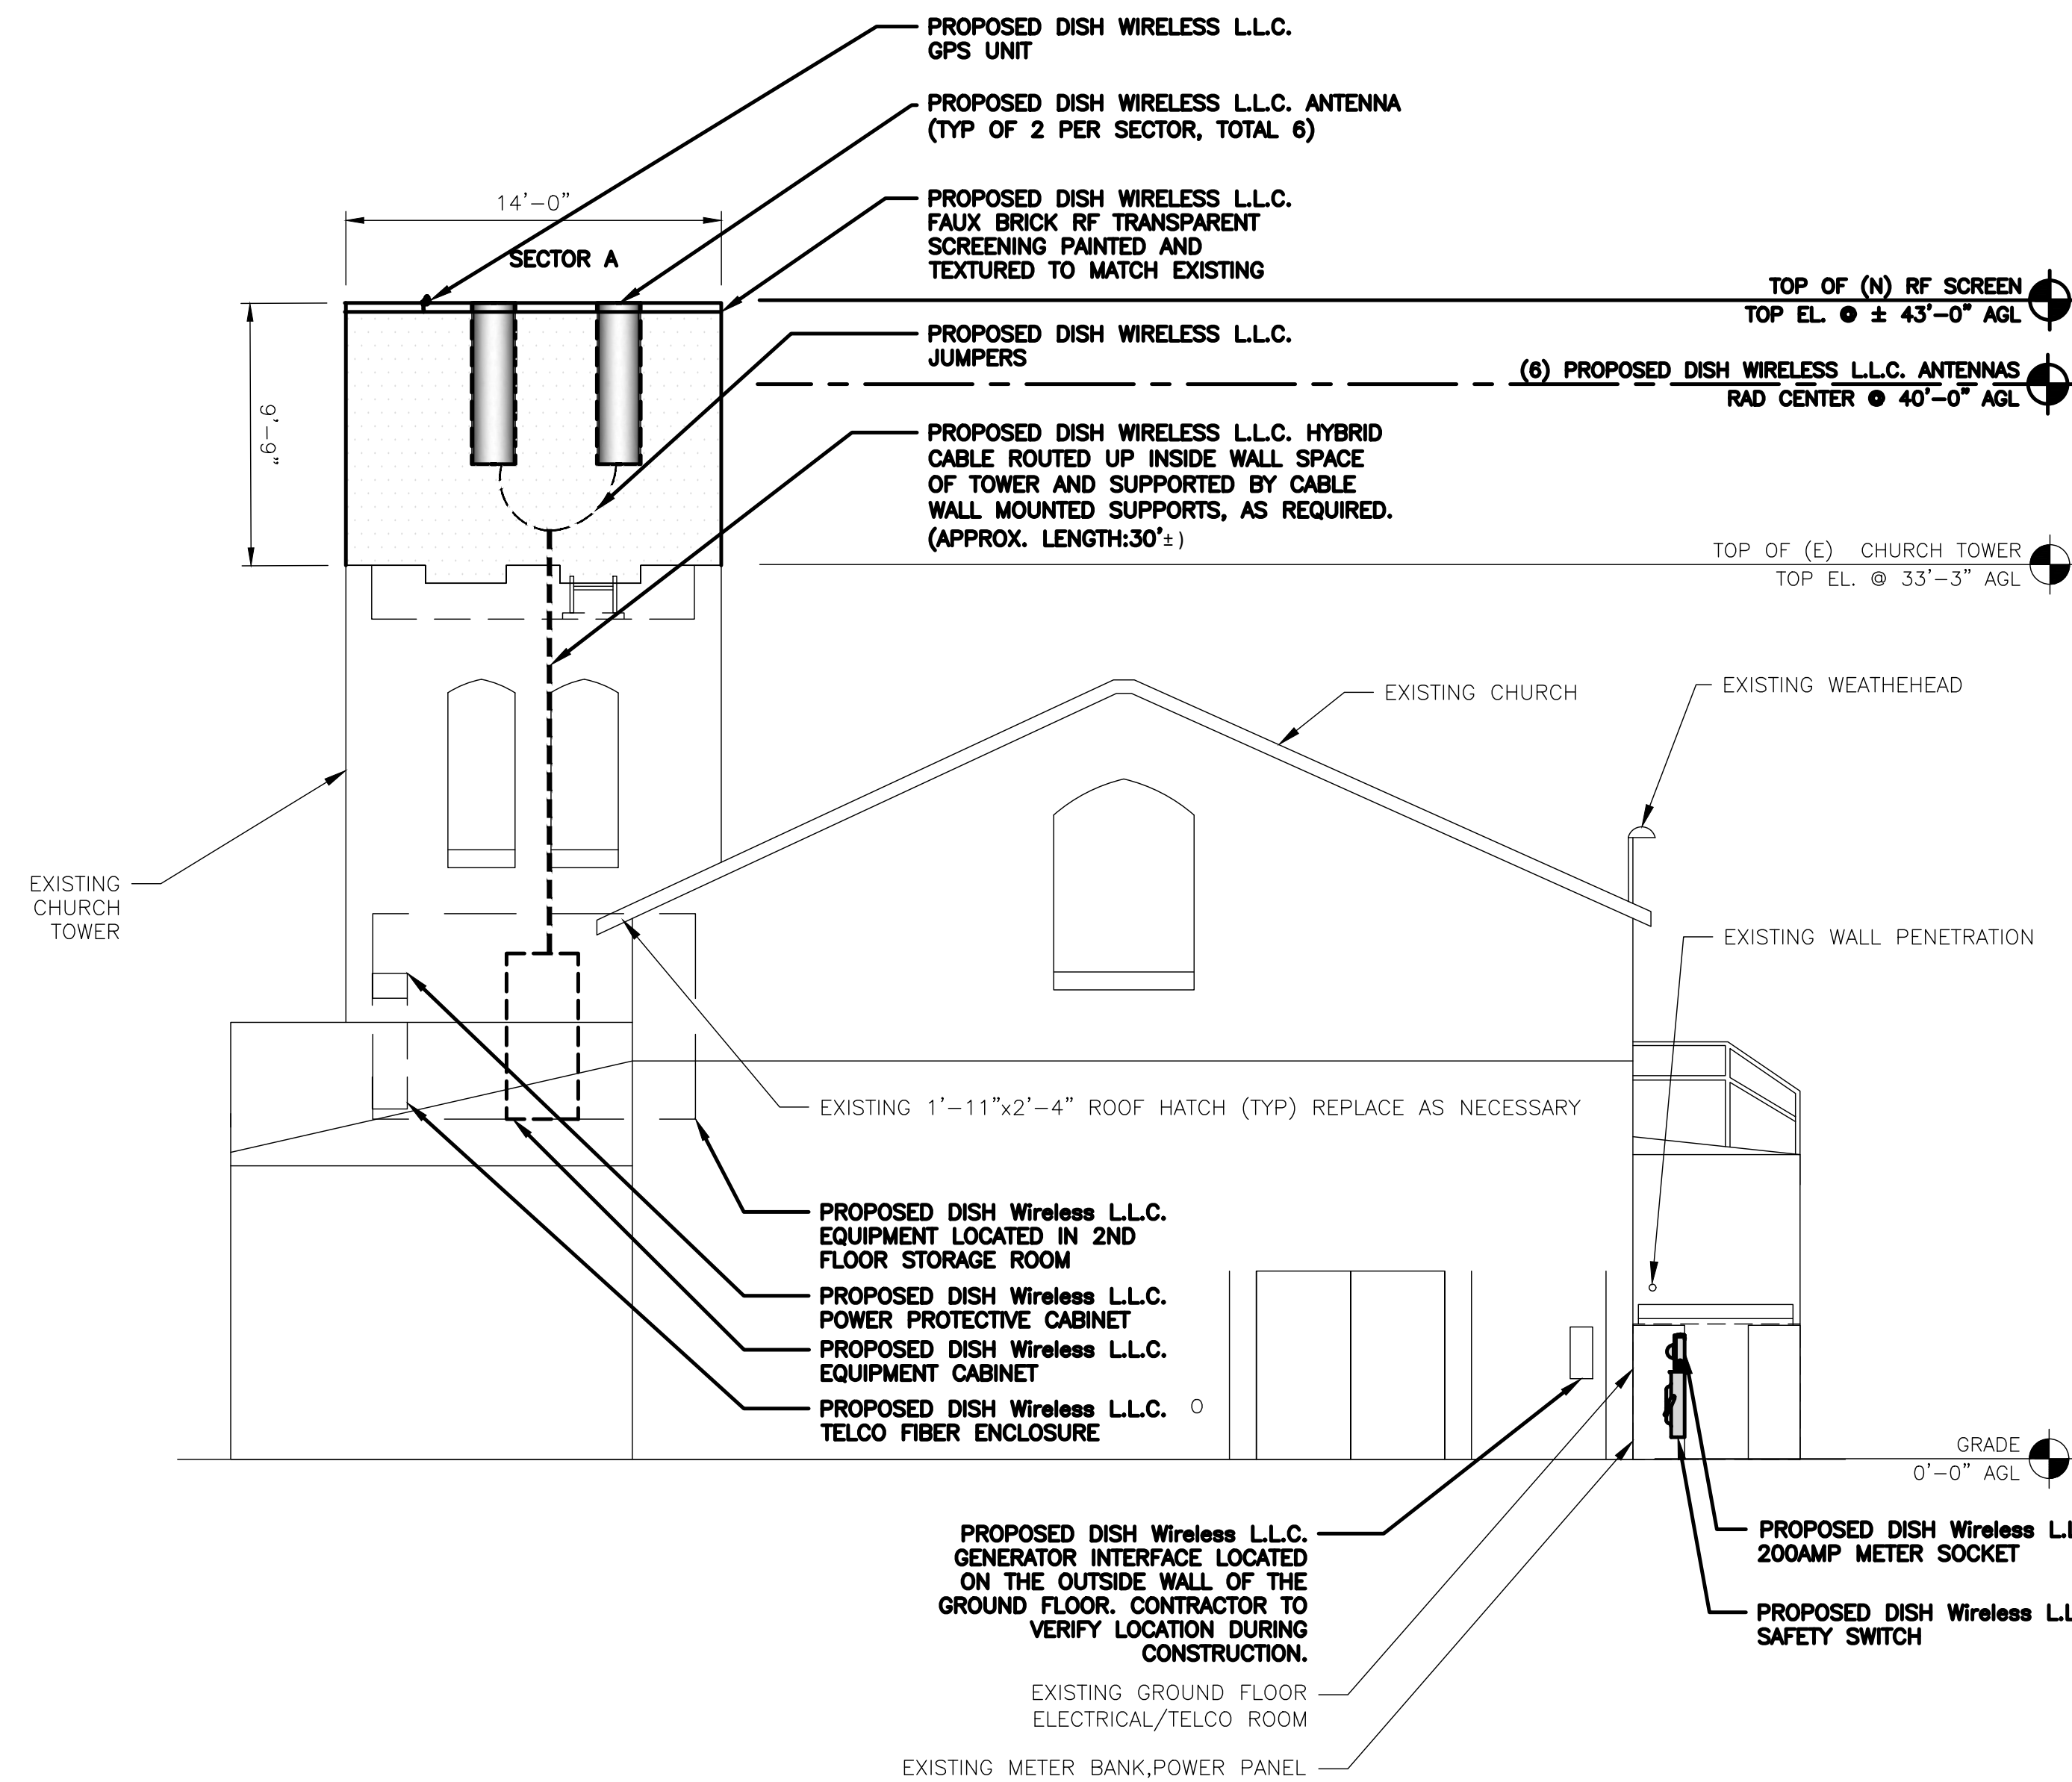 PROPOSED DISH WIRELESS L.L.C.
GPS UNIT
PROPOSED DISH WIRELESS L.L.C. ANTENNA
(TYP OF 2 PER SECTOR, TOTAL 6)
14'-0"
PROPOSED DISH WIRELESS L.L.C.
FAUX BRICK RF TRANSPARENT
SCREENING PAINTED AND
TEXTURED TO MATCH EXISTING
SECTOR A
TOP OF (N) RF SCREEN
TOP EL. @ ± 43'-0" AGL
PROPOSED DISH WIRELESS L.L.C.
JUMPERS
(6) PROPOSED DISH WIRELESS L.L.C. ANTENNAS
RAD CENTER @ 40'-0" AGL
9'-9"
PROPOSED DISH WIRELESS L.L.C. HYBRID
CABLE ROUTED UP INSIDE WALL SPACE
OF TOWER AND SUPPORTED BY CABLE
WALL MOUNTED SUPPORTS, AS REQUIRED.
(APPROX. LENGTH:30'±)
TOP OF (E) CHURCH TOWER
TOP EL. @ 33'-3" AGL
EXISTING CHURCH
EXISTING WEATHEHEAD
EXISTING
CHURCH
TOWER
EXISTING WALL PENETRATION
EXISTING 1'-11"x2'-4" ROOF HATCH (TYP) REPLACE AS NECESSARY
PROPOSED DISH Wireless L.L.C.
EQUIPMENT LOCATED IN 2ND
FLOOR STORAGE ROOM
PROPOSED DISH Wireless L.L.C.
POWER PROTECTIVE CABINET
PROPOSED DISH Wireless L.L.C.
EQUIPMENT CABINET
PROPOSED DISH Wireless L.L.C.
TELCO FIBER ENCLOSURE
GRADE
0'-0" AGL
PROPOSED DISH Wireless L.L.C.
GENERATOR INTERFACE LOCATED
ON THE OUTSIDE WALL OF THE
GROUND FLOOR. CONTRACTOR TO
VERIFY LOCATION DURING
CONSTRUCTION.
PROPOSED DISH Wireless
200AMP METER SOCKET
PROPOSED DISH Wireless
SAFETY SWITCH
EXISTING GROUND FLOOR
ELECTRICAL/TELCO ROOM
EXISTING METER BANK,POWER PANEL